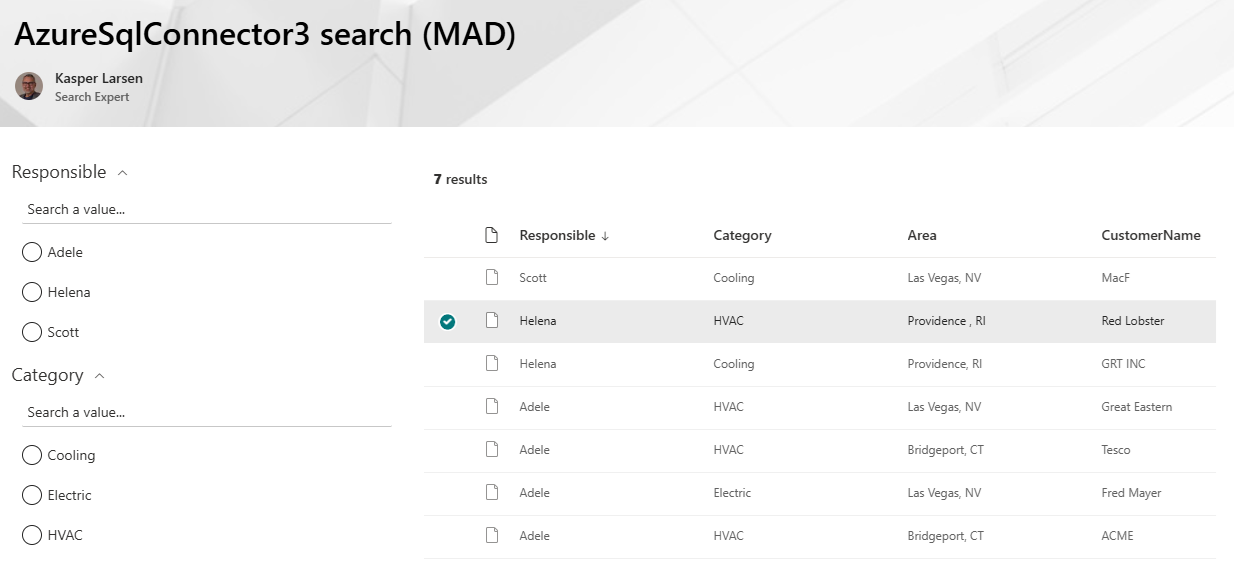 AzureSqlConnector3 search (MAD)
Kasper Larsen
Search Expert
Responsible
Search a value...
Adele
Helena
Scott
Category
Search a value...
Cooling
Electric
HVAC
7 results
Responsible ↓ Category Area CustomerName
Scott Cooling Las Vegas, NV MacF
Helena HVAC Providence , RI Red Lobster
Helena Cooling Providence, RI GRT INC
Adele HVAC Las Vegas, NV Great Eastern
Adele HVAC Bridgeport, CT Tesco
Adele Electric Las Vegas, NV Fred Mayer
Adele HVAC Bridgeport, CT ACME